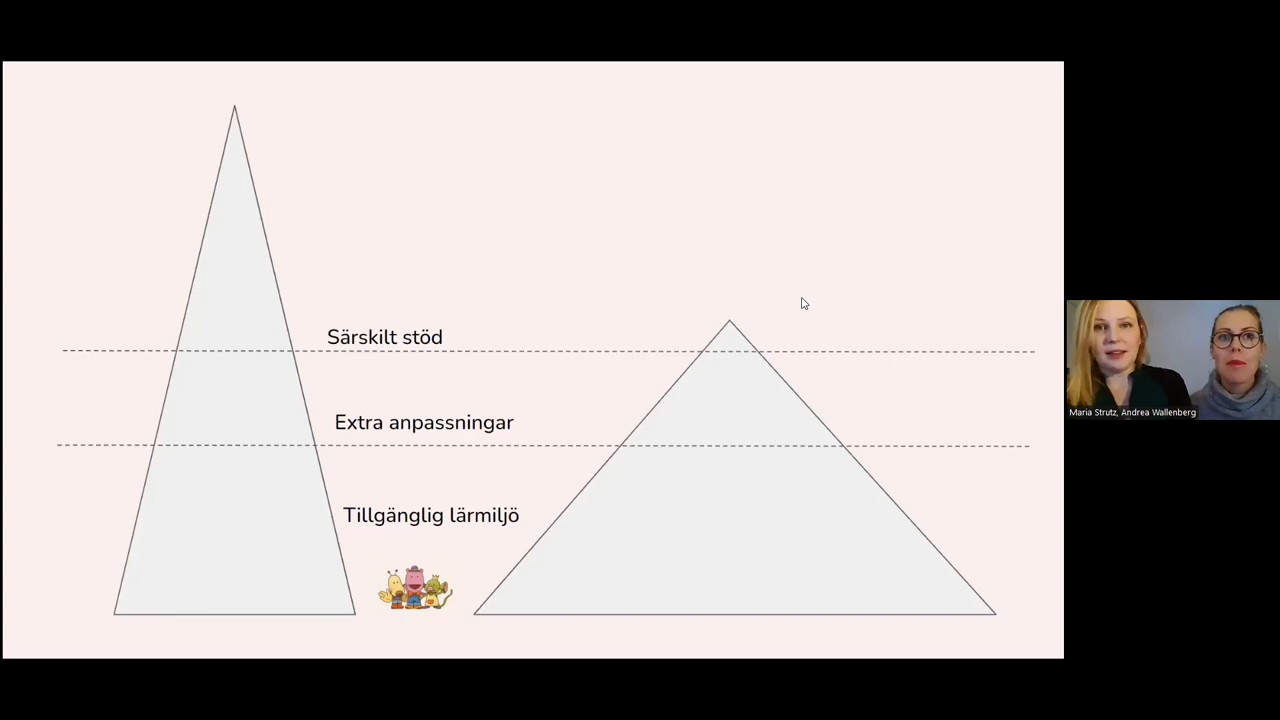 Särskilt stöd
Extra anpassningar
Tillgänglig lärmiljö
Maria Strutz, Andrea Wallenberg